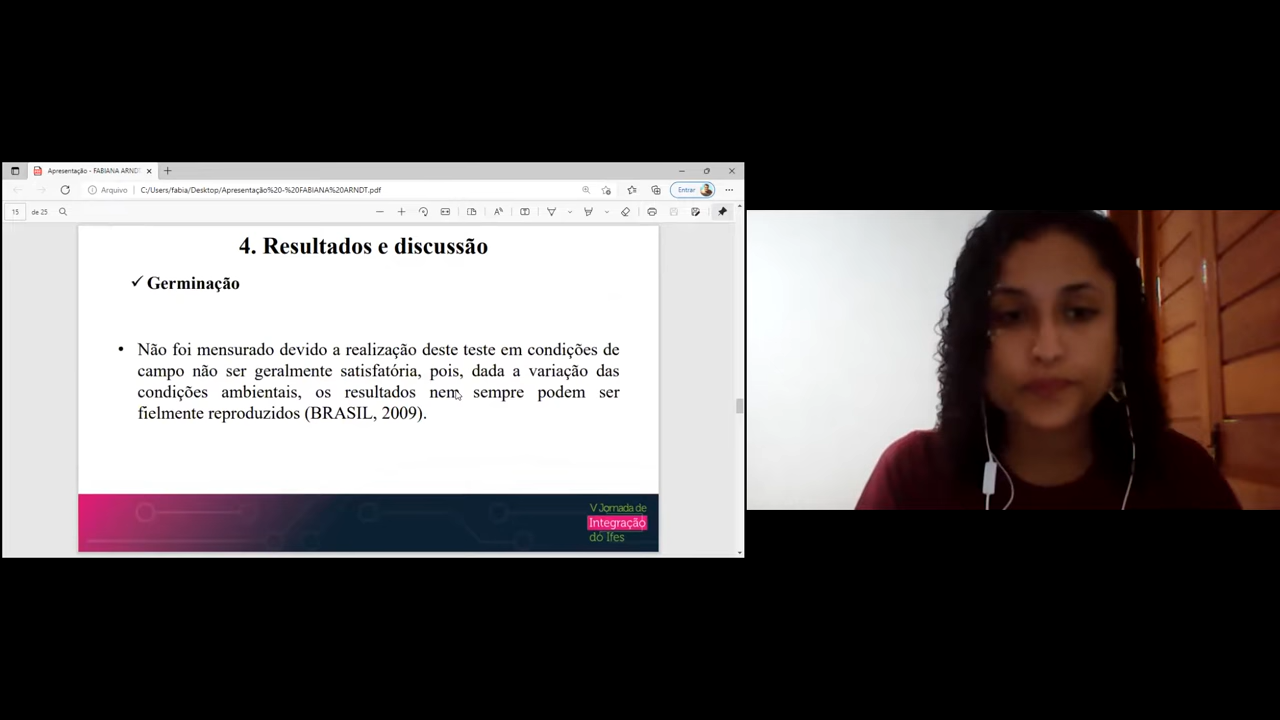 Apresentação - FABIANA ARNDT
Arquivo
C:/Users/fabia/Desktop/Apresentação%20-%20FABIANA%20ARNDT.pdf
Entrar
15 de 25
4. Resultados e discussão
✓ Germinação
• Não foi mensurado devido a realização deste teste em condições de
campo não ser geralmente satisfatória, pois, dada a variação das
condições ambientais, os resultados nem sempre podem ser
fielmente reproduzidos (BRASIL, 2009).
V Jornada de
Integração
do Ifes